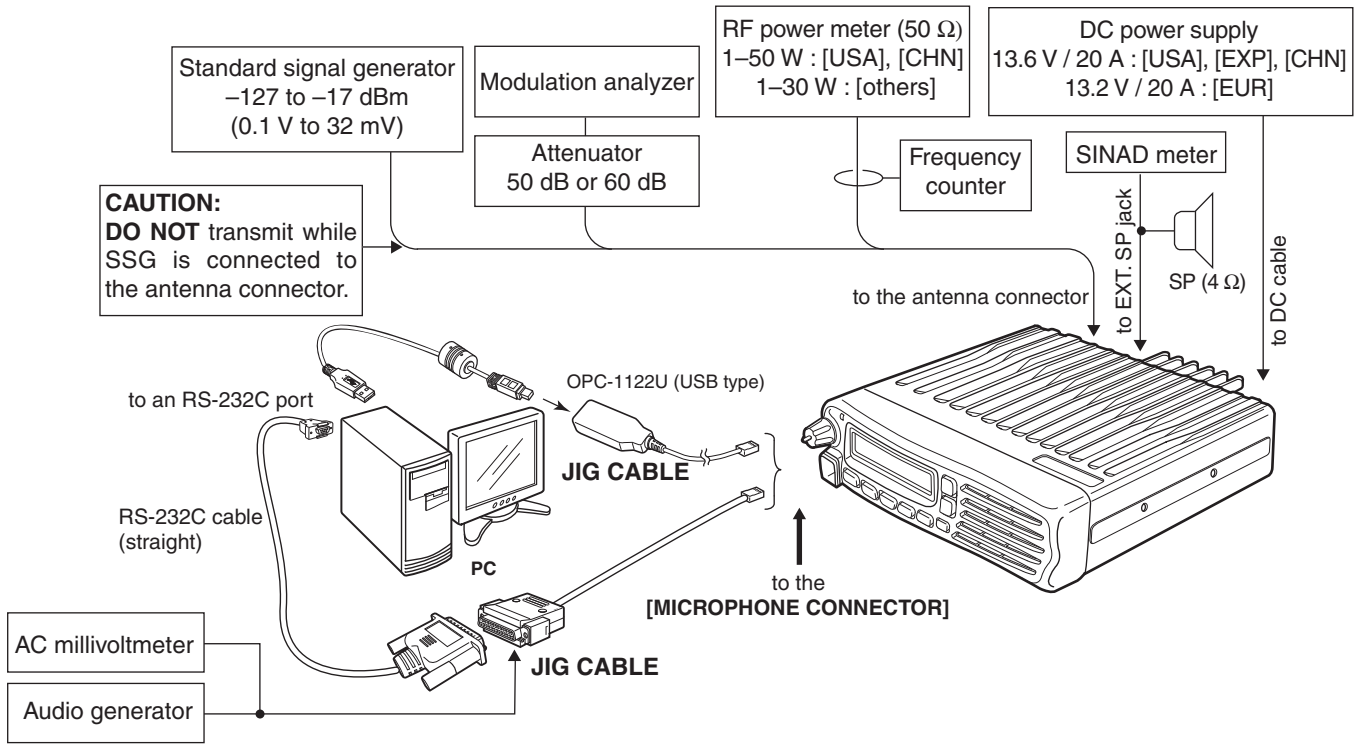 Standard signal generator
–127 to –17 dBm
(0.1 V to 32 mV)
Modulation analyzer
Attenuator
50 dB or 60 dB
RF power meter (50 Ω)
1–50 W : [USA], [CHN]
1–30 W : [others]
Frequency
counter
DC power supply
13.6 V / 20 A : [USA], [EXP], [CHN]
13.2 V / 20 A : [EUR]
SINAD meter
CAUTION:
DO NOT transmit while
SSG is connected to
the antenna connector.
to the antenna connector
to EXT. SP jack
SP (4 Ω)
to DC cable
to an RS-232C port
OPC-1122U (USB type)
JIG CABLE
RS-232C cable
(straight)
PC
to the
[MICROPHONE CONNECTOR]
JIG CABLE
AC millivoltmeter
Audio generator